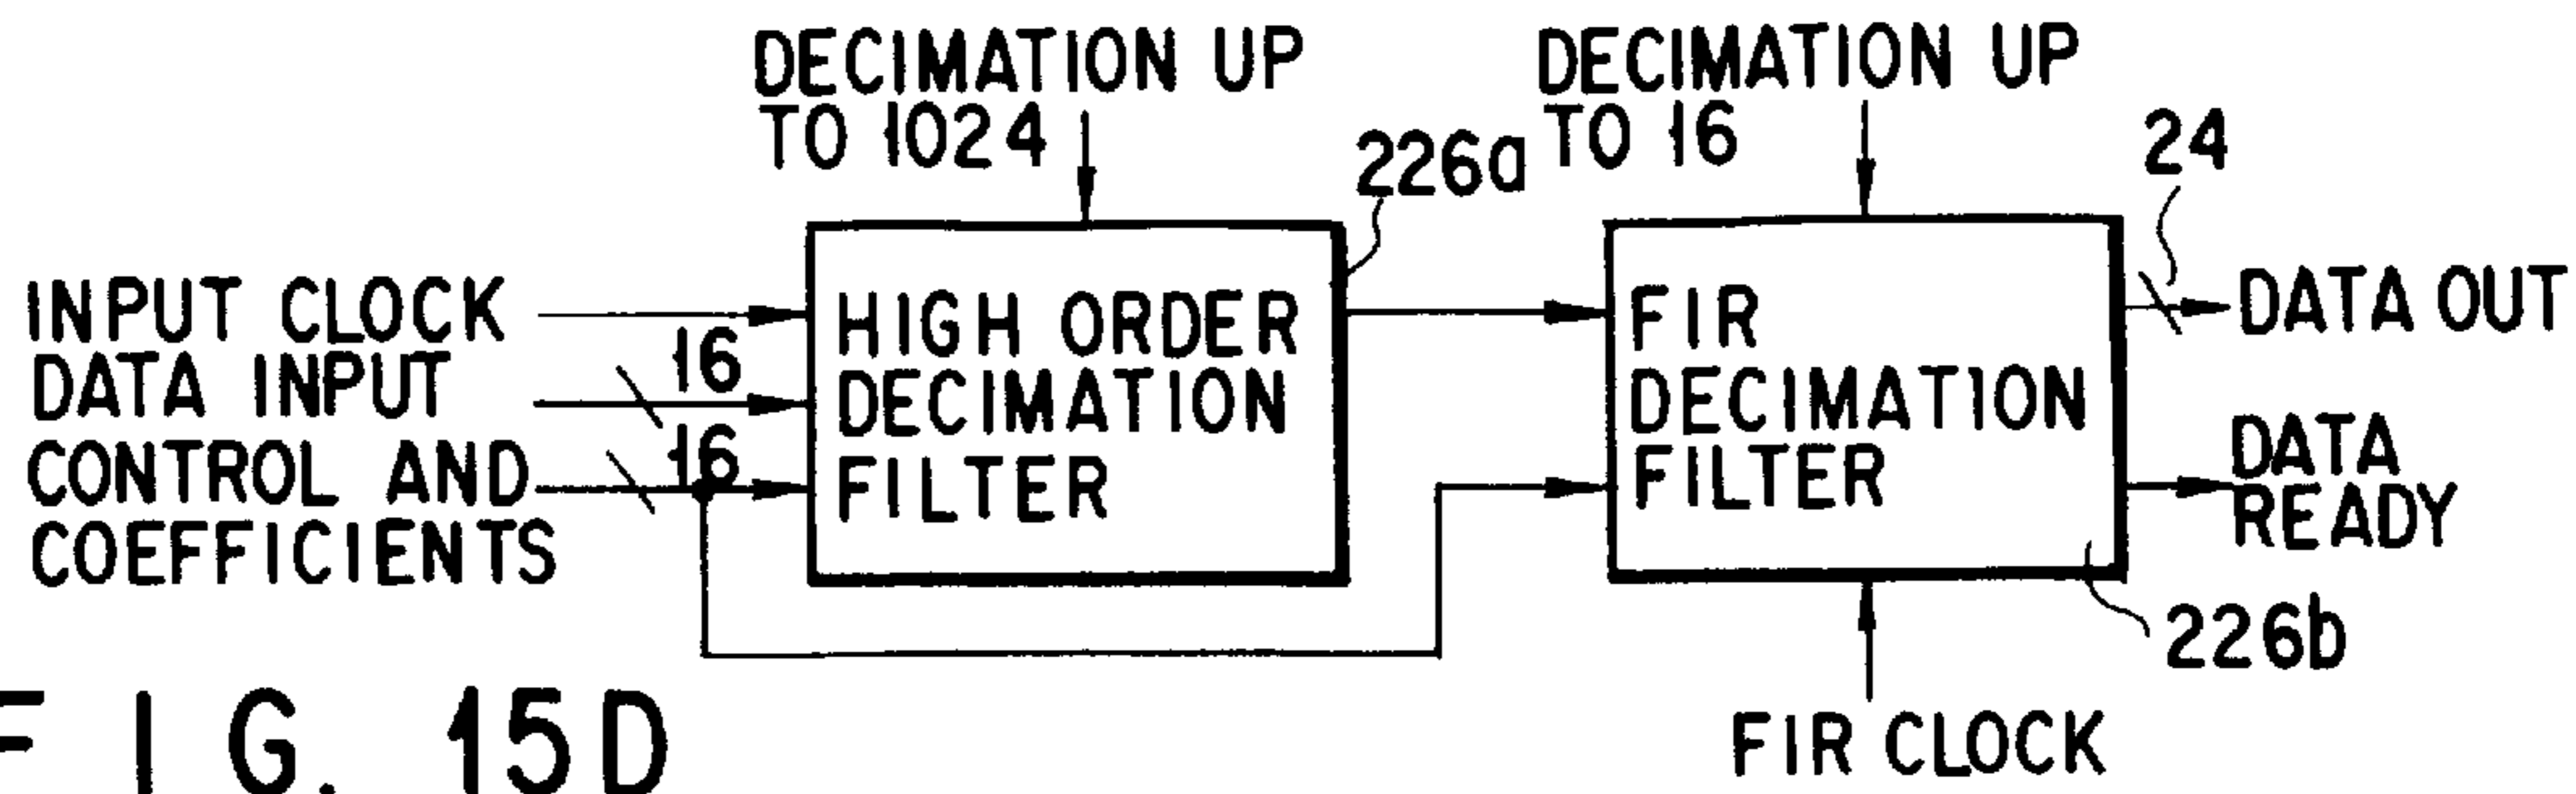 DECIMATION UP
TO 1024
DECIMATION UP
TO 16
226a
24
INPUT CLOCK
DATA INPUT
16
CONTROL AND
COEFFICIENTS
16
HIGH ORDER
DECIMATION
FILTER
FIR
DECIMATION
FILTER
DATA OUT
DATA
READY
226b
FIR CLOCK
FIG. 15D